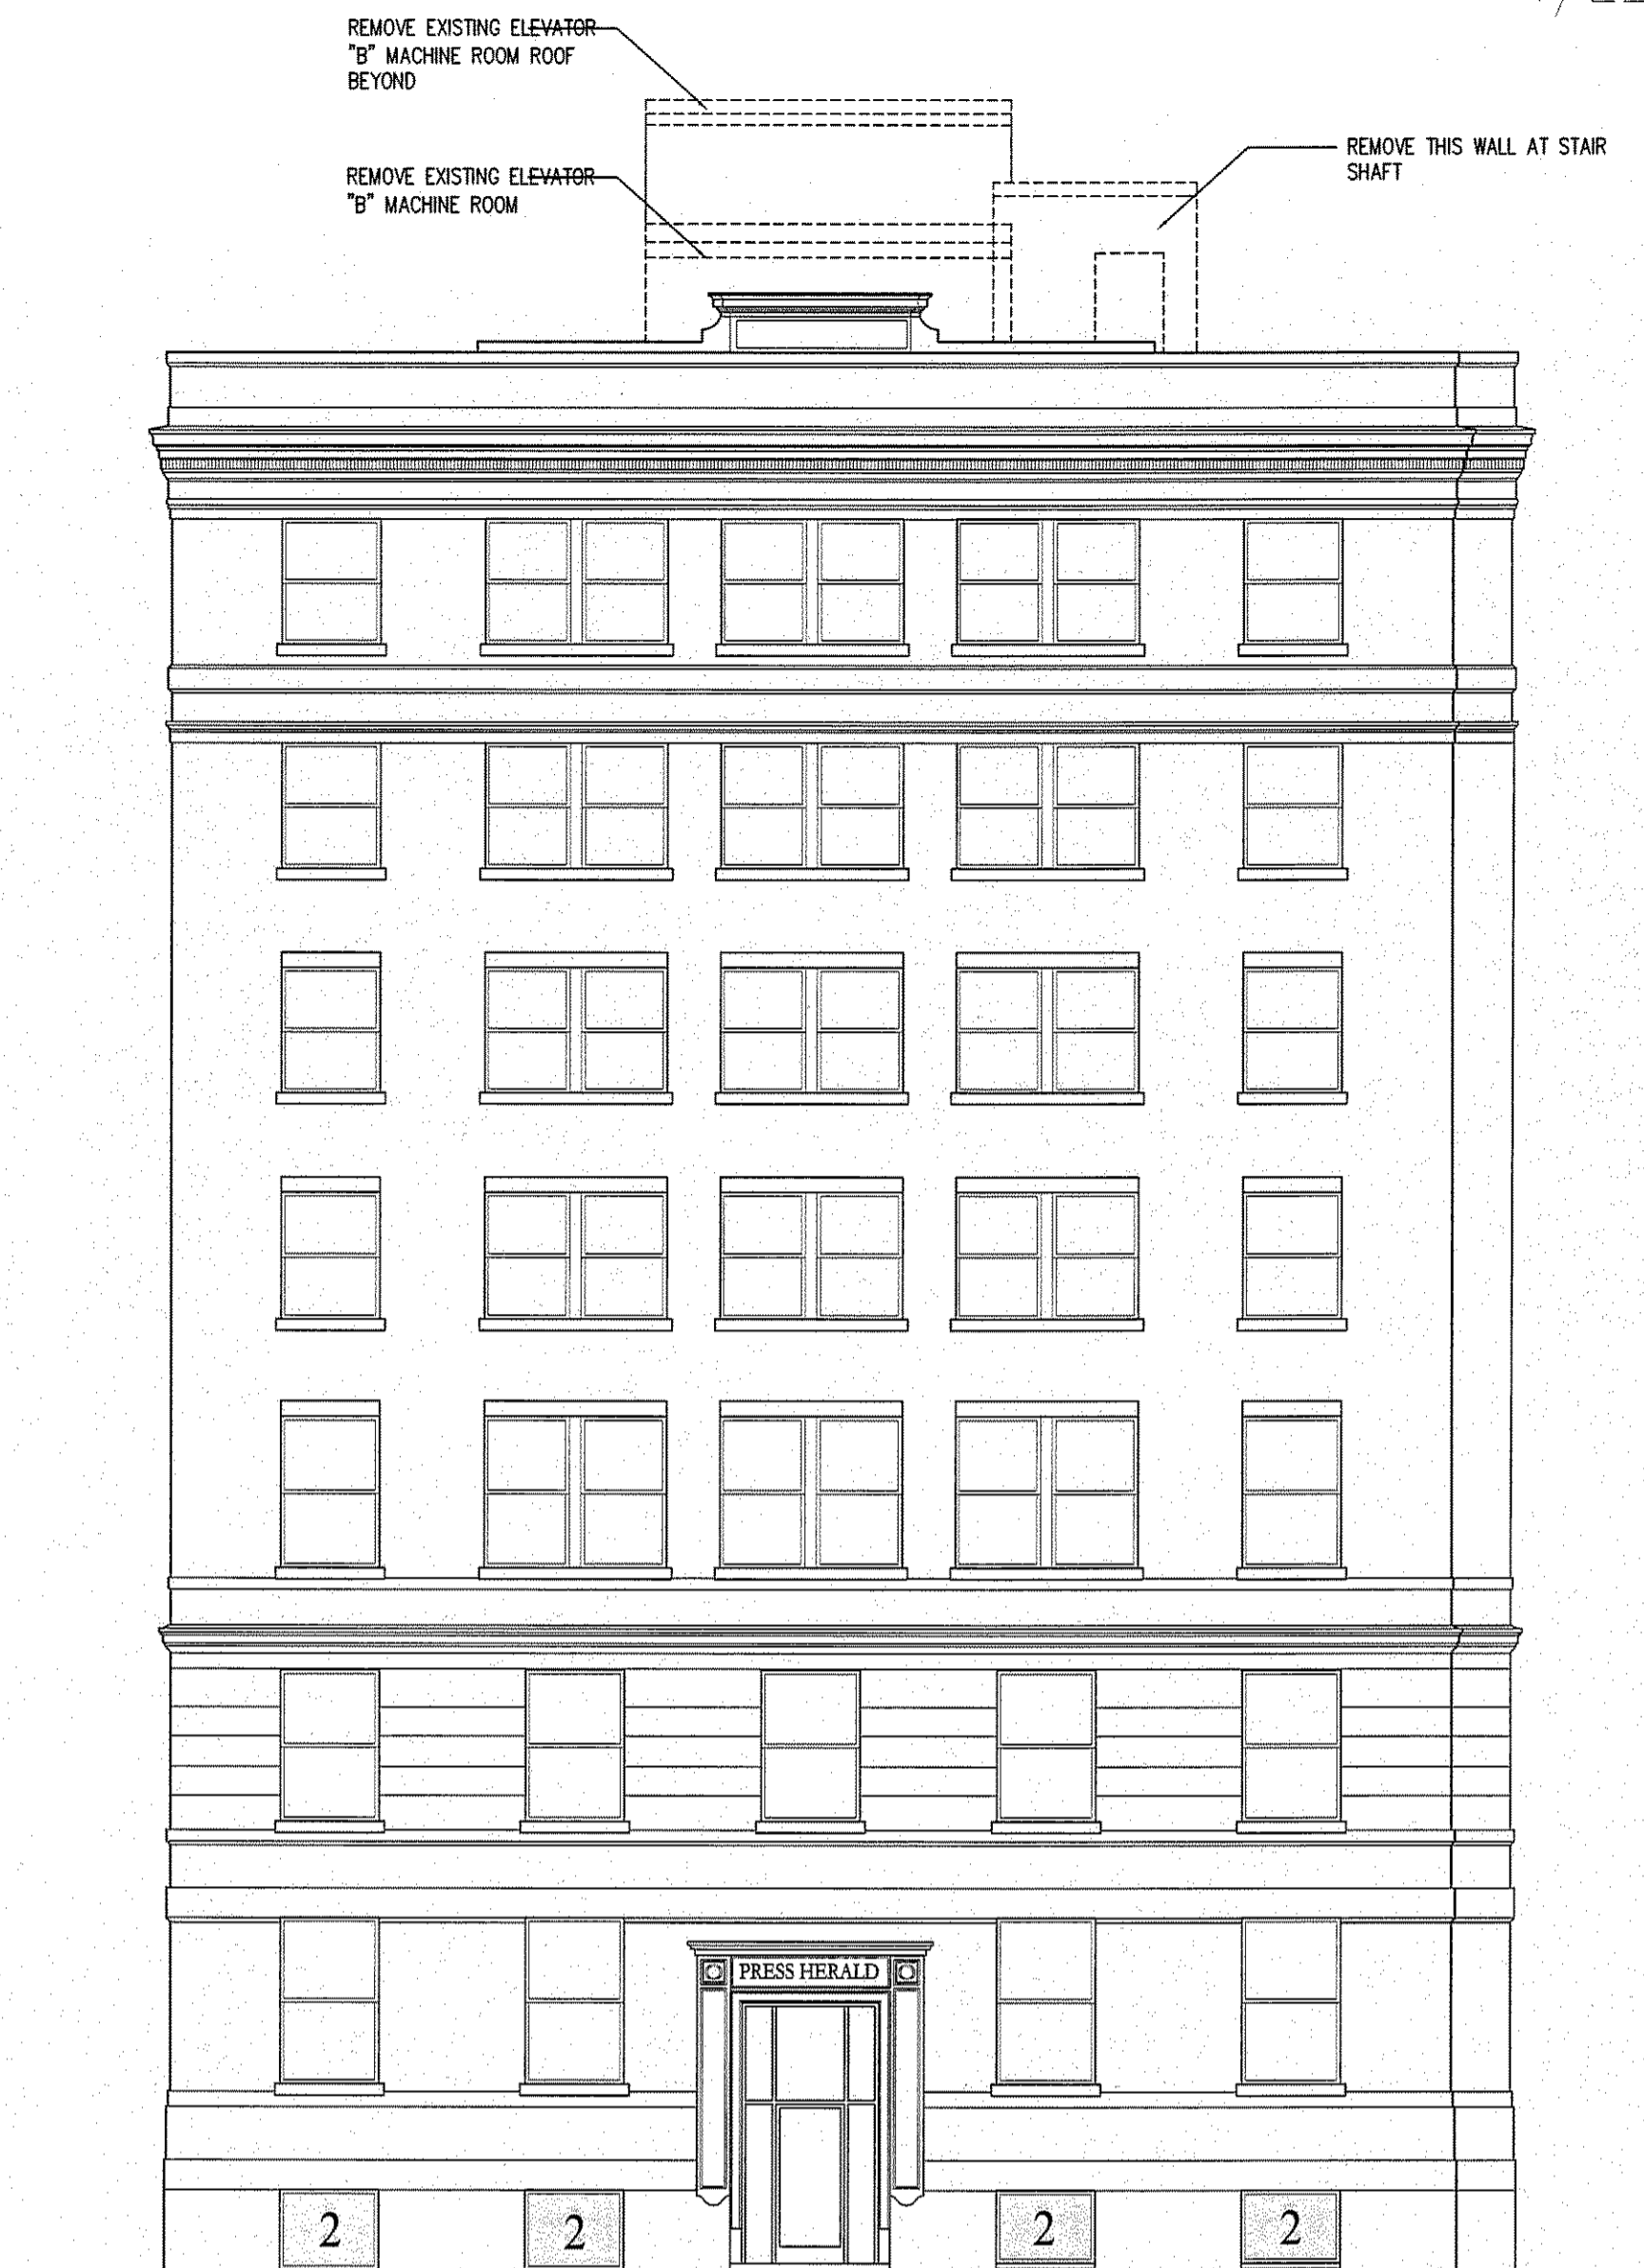 REMOVE EXISTING ELEVATOR
"B" MACHINE ROOM ROOF
BEYOND
REMOVE EXISTING ELEVATOR
"B" MACHINE ROOM
REMOVE THIS WALL AT STAIR
SHAFT
PRESS HERALD
2
2
2
2